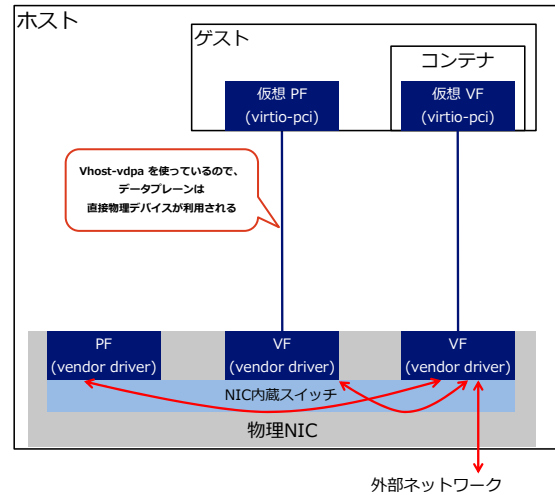 ホスト
ゲスト
コンテナ
仮想 PF
(virtio-pci)
仮想 VF
(virtio-pci)
Vhost-vdpa を使っているので、
データプレーンは
直接物理デバイスが利用される
PF
(vendor driver)
VF
(vendor driver)
VF
(vendor driver)
NIC内蔵スイッチ
物理NIC
外部ネットワーク